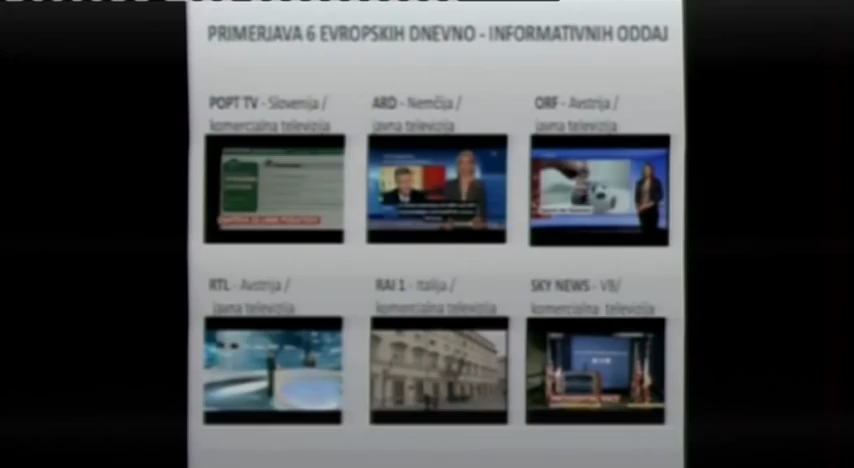 PRIMERJAVA 6 EVROPSKIH DNEVNO - INFORMATIVNIH ODDAJ
POPT TV - Slovenija /
komercialna televizija
ARD - Nemčija /
javna televizija
ORF - Avstrija /
javna televizija
RTL - Avstrija /
javna televizija
RAI 1 - Italija /
komercialna televizija
SKY NEWS - VB/
komercialna televizija